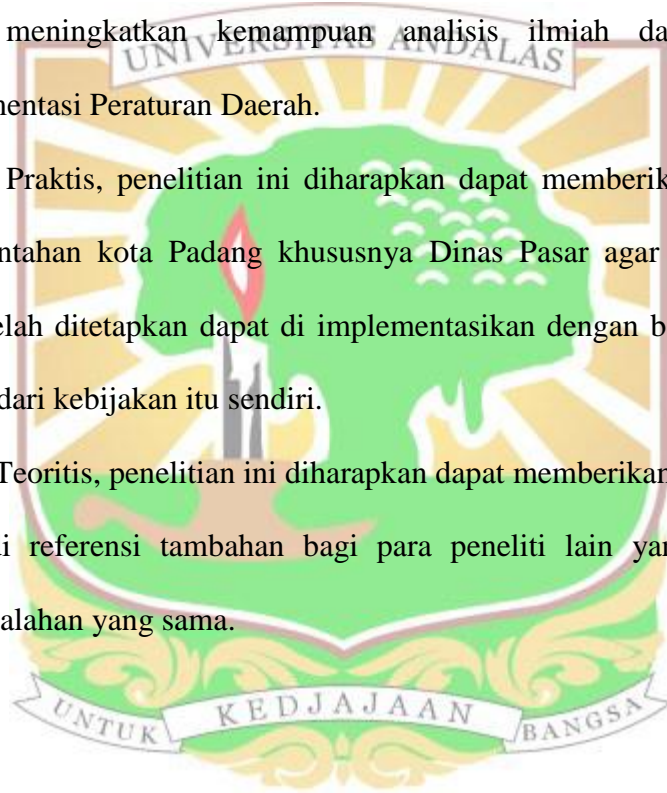 meningkatkan kemampuan analisis ilmiah da
UNIVERSITAS ANDALAS
mentasi Peraturan Daerah.
Praktis, penelitian ini diharapkan dapat memberik
ntahan kota Padang khususnya Dinas Pasar agar
elah ditetapkan dapat di implementasikan dengan b
dari kebijakan itu sendiri.
Teoritis, penelitian ini diharapkan dapat memberikan
di referensi tambahan bagi para peneliti lain yan
alahan yang sama.
UNTUK KEDJAJAAN BANGSA